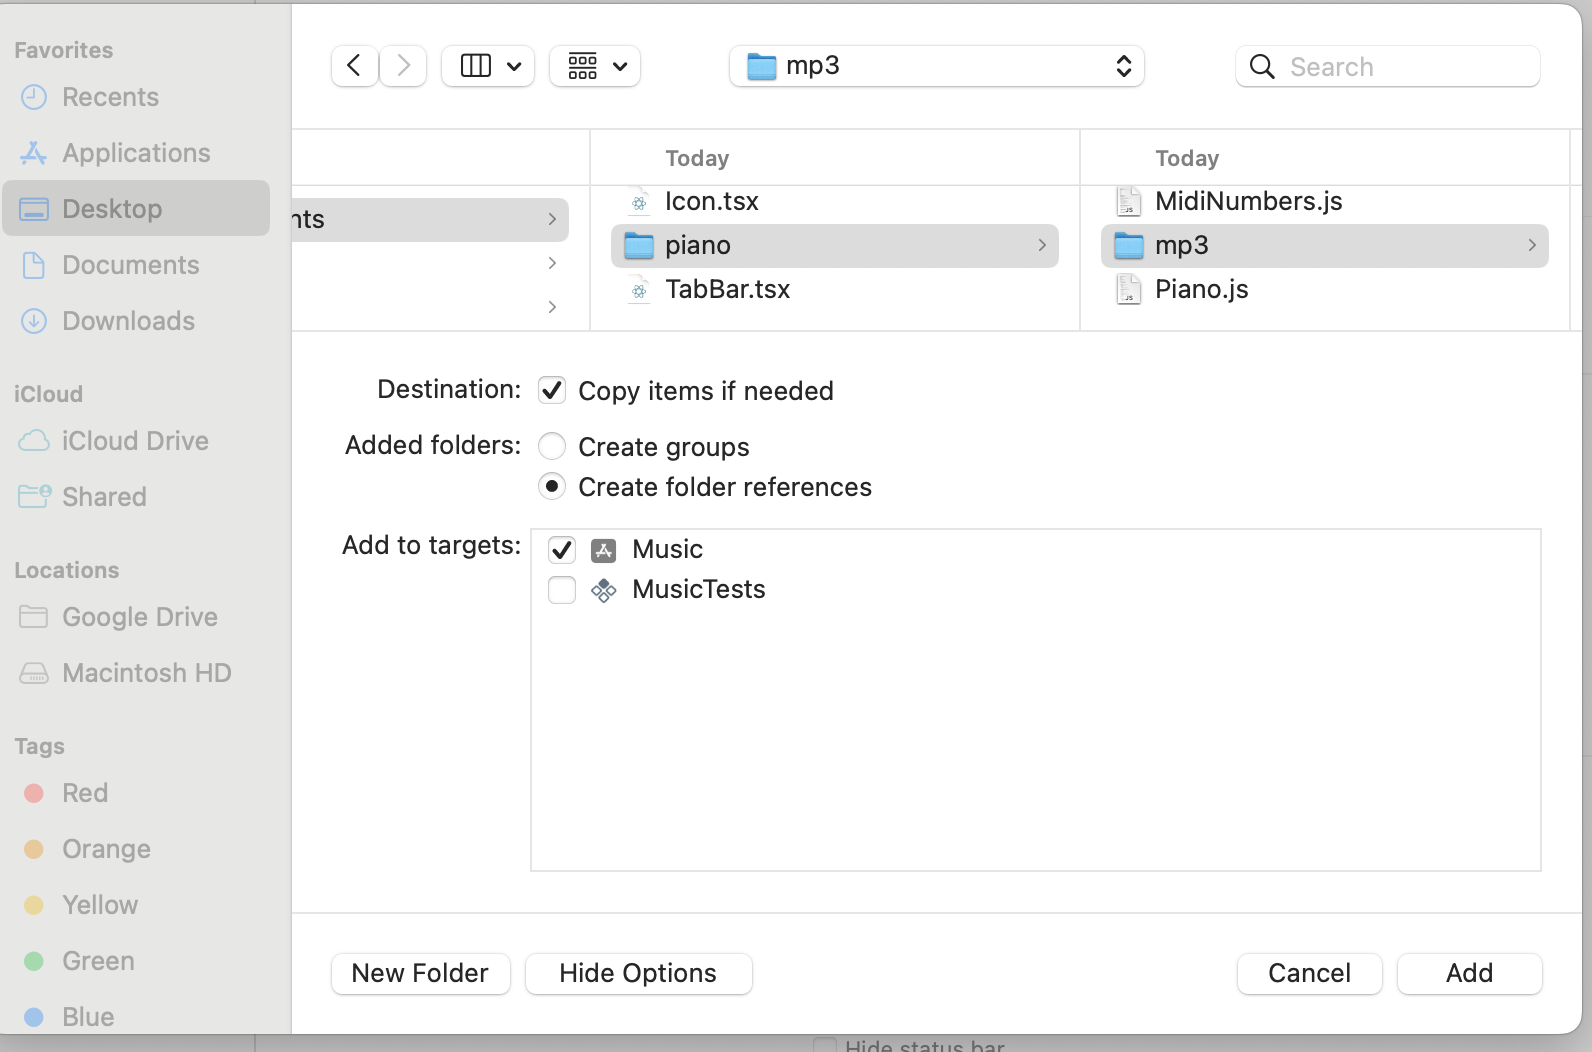 Favorites
Recents
Applications
Desktop
Documents
Downloads
iCloud
iCloud Drive
Shared
Locations
Google Drive
Macintosh HD
Tags
Red
Orange
Yellow
Green
Blue
mp3
Search
Today
Today
nts
Icon.tsx
piano
TabBar.tsx
MidiNumbers.js
mp3
Piano.js
Destination: Copy items if needed
Added folders: Create groups
Create folder references
Add to targets: Music
MusicTests
New Folder
Hide Options
Cancel
Add
Hide status bar